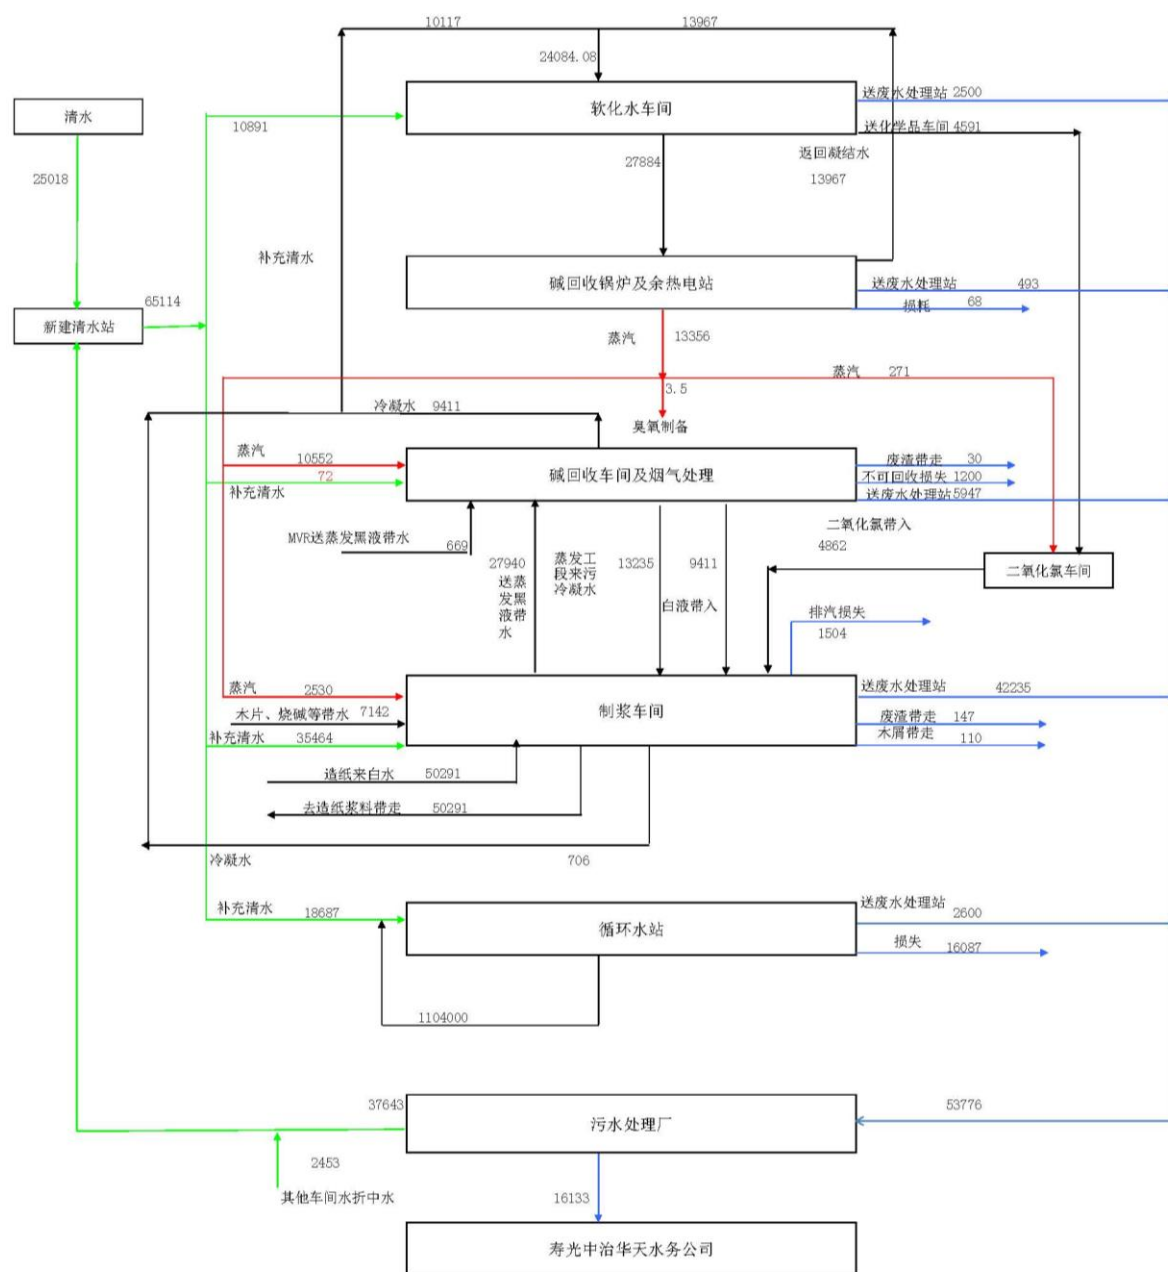 10117
13967
24084.08
清水
软化水车间
送废水处理站 2500
10891
送化学品车间 4591
25018
27884
返回凝结水
13967
补充清水
碱回收锅炉及余热电站
送废水处理站 493
损耗 68
65114
新建清水站
蒸汽 13356
蒸汽 271
3.5
臭氧制备
冷凝水 9411
蒸汽 10552
72
补充清水
碱回收车间及烟气处理
废渣带走 30
不可回收损失 1200
送废水处理站 5947
MVR送蒸发黑液带水 669
27940
送蒸
发黑
液带
水
蒸发工
段来污
冷凝水
13235
9411
白液带入
二氧化氯带入
4862
二氧化氯车间
排汽损失
1504
蒸汽 2530
木片、烧碱等带水 7142
补充清水 35464
制浆车间
送废水处理站 42235
废渣带走 147
木屑带走 110
造纸来白水 50291
去造纸浆料带走 50291
冷凝水 706
补充清水 18687
循环水站
送废水处理站
2600
损失 16087
1104000
37643
污水处理厂
53776
2453
其他车间水折中水
16133
寿光中冶华天水务公司